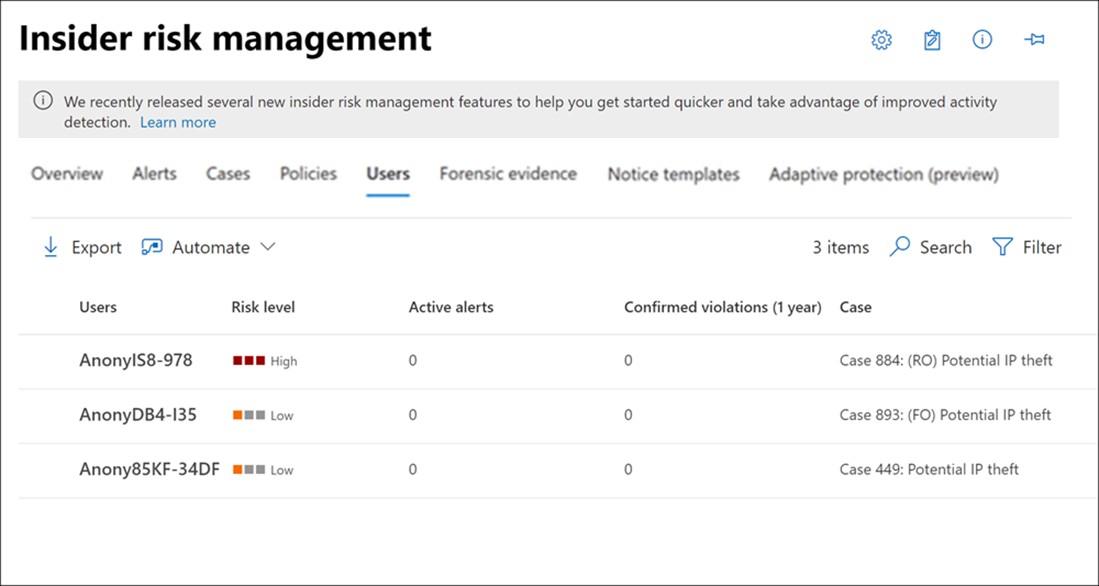 Insider risk management
We recently released several new insider risk management features to help you get started quicker and take advantage of improved activity
detection. Learn more
Overview Alerts Cases Policies Users Forensic evidence Notice templates Adaptive protection (preview)
Export Automate 3 items Search Filter
Users Risk level Active alerts Confirmed violations (1 year) Case
AnonyIS8-978 High 0 0 Case 884: (RO) Potential IP theft
AnonyDB4-I35 Low 0 0 Case 893: (FO) Potential IP theft
Anony85KF-34DF Low 0 0 Case 449: Potential IP theft